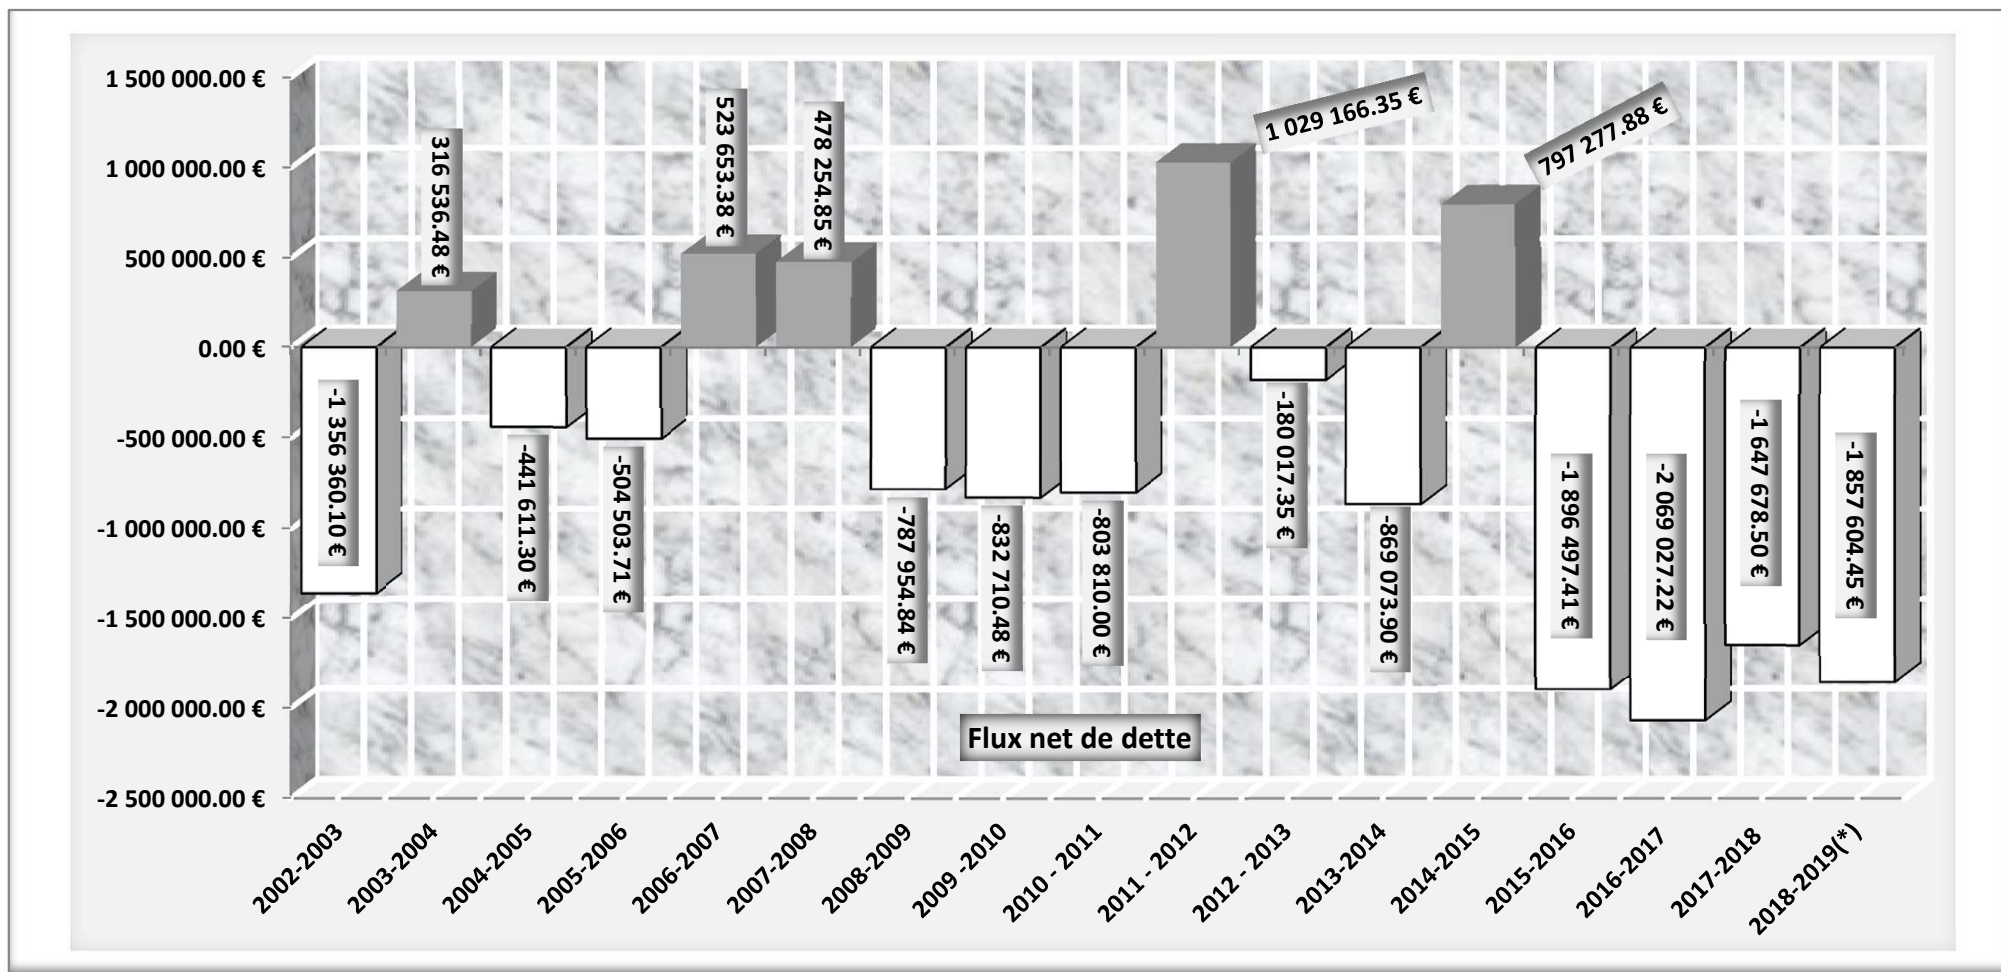 1 500 000.00 €
1 000 000.00 €
500 000.00 €
0.00 €
-500 000.00 €
-1 000 000.00 €
-1 500 000.00 €
-2 000 000.00 €
-2 500 000.00 €
-1 356 360.10 €
316 536.48 €
-441 611.30 €
-504 503.71 €
523 653.38 €
478 254.85 €
-787 954.84 €
-832 710.48 €
-803 810.00 €
1 029 166.35 €
-180 017.35 €
-869 073.90 €
797 277.88 €
-1 896 497.41 €
-2 069 027.22 €
-1 647 678.50 €
-1 857 604.45 €
Flux net de dette
2002-2003
2003-2004
2004-2005
2005-2006
2006-2007
2007-2008
2008-2009
2009 -2010
2010 - 2011
2011 - 2012
2012 - 2013
2013-2014
2014-2015
2015-2016
2016-2017
2017-2018
2018-2019(*)